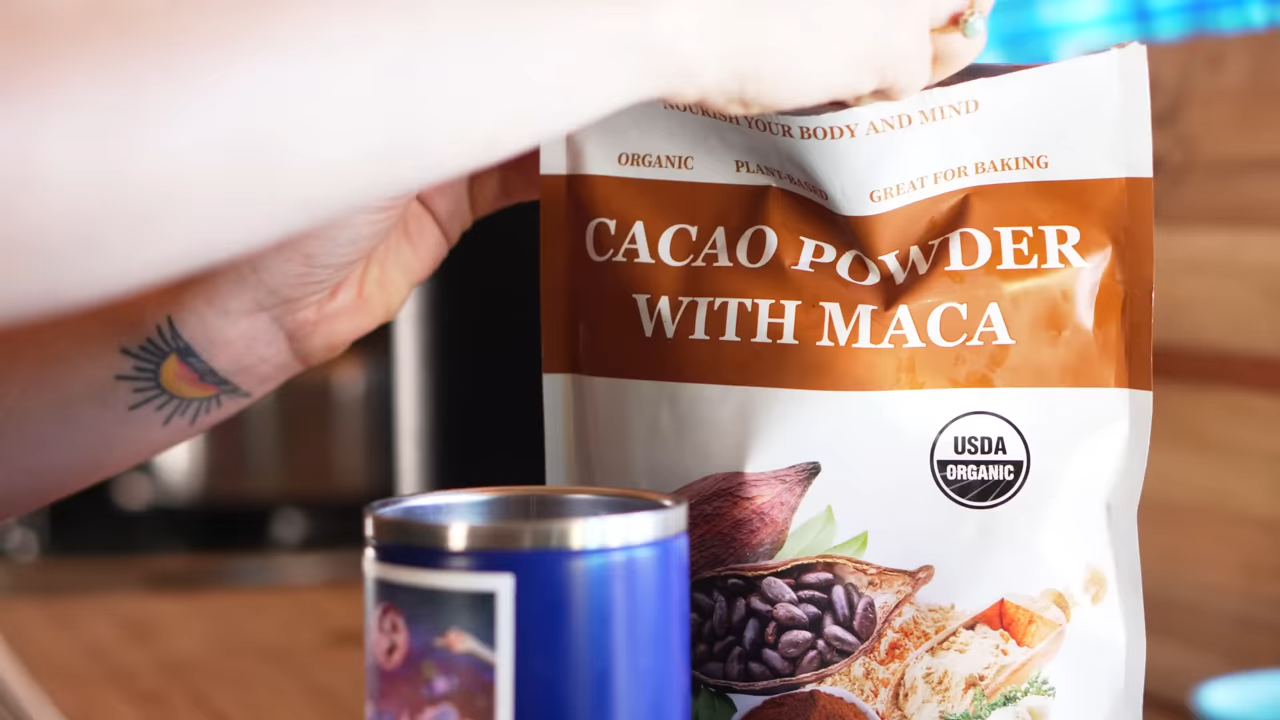 NOURISH YOUR BODY AND MIND
ORGANIC PLANT-BASED GREAT FOR BAKING
CACAO POWDER
WITH MACA
USDA
ORGANIC